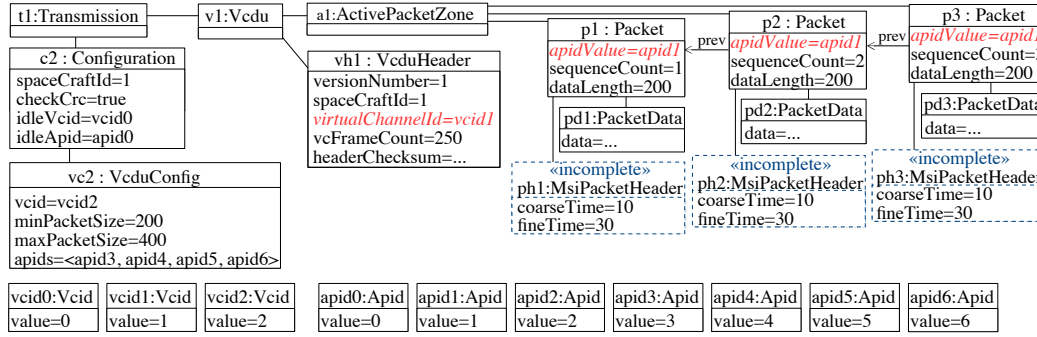 t1:Transmission
v1:Vcdu
a1:ActivePacketZone
p1 : Packet
apidValue=apid1
sequenceCount=1
dataLength=200
prev
p2 : Packet
apidValue=apid1
sequenceCount=2
dataLength=200
prev
p3 : Packet
apidValue=apid1
dataLength=200
c2 : Configuration
spaceCraftId=1
checkCrc=true
idleVcid=vcid0
idleApid=apid0
vh1 : VcduHeader
versionNumber=1
spaceCraftId=1
virtualChannelId=vcid1
vcFrameCount=250
headerChecksum=...
pd1:PacketData
data=...
pd2:PacketData
data=...
pd3:PacketData
data=...
vc2 : VcduConfig
vcid=vcid2
minPacketSize=200
maxPacketSize=400
apids=<apid3, apid4, apid5, apid6>
«incomplete»
ph1:MsiPacketHeader
coarseTime=10
fineTime=30
«incomplete»
ph2:MsiPacketHeader
coarseTime=10
fineTime=30
«incomplete»
ph3:MsiPacketHeader
coarseTime=10
fineTime=30
vcid0:Vcid
value=0
vcid1:Vcid
value=1
vcid2:Vcid
value=2
apid0:Apid
value=0
apid1:Apid
value=1
apid2:Apid
value=2
apid3:Apid
value=3
apid4:Apid
value=4
apid5:Apid
value=5
apid6:Apid
value=6